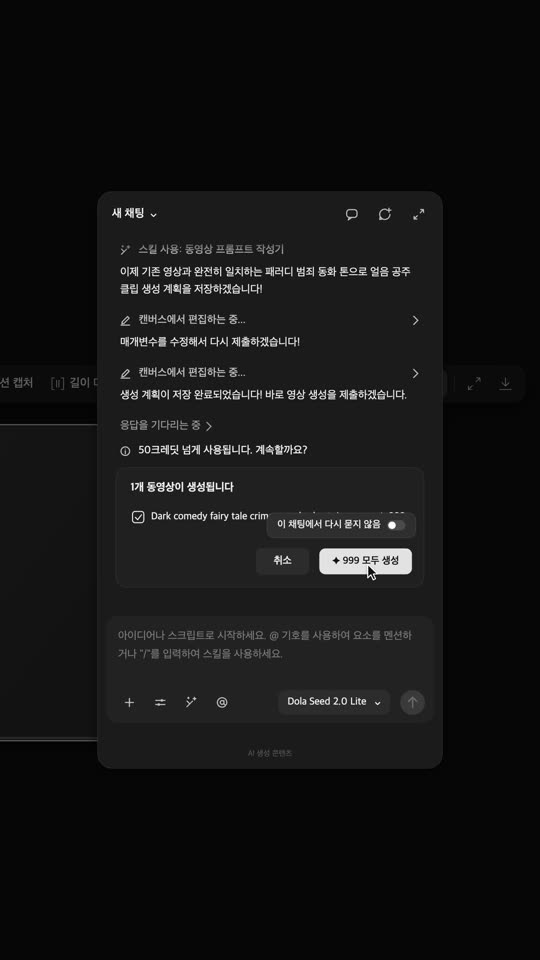 새 채팅
스킬 사용: 동영상 프롬프트 작성기
이제 기존 영상과 완전히 일치하는 패러디 범죄 동화 톤으로 얼음 공주
클립 생성 계획을 저장하겠습니다!
캔버스에서 편집하는 중...
매개변수를 수정해서 다시 제출하겠습니다!
캔버스에서 편집하는 중...
션 캡처
길이
생성 계획이 저장 완료되었습니다! 바로 영상 생성을 제출하겠습니다.
응답을 기다리는 중
50크레딧 넘게 사용됩니다. 계속할까요?
1개 동영상이 생성됩니다
Dark comedy fairy tale crim
이 채팅에서 다시 묻지 않음
취소
999 모두 생성
아이디어나 스크립트로 시작하세요. @ 기호를 사용하여 요소를 멘션하
거나 "/"를 입력하여 스킬을 사용하세요.
Dola Seed 2.0 Lite
AI 생성 콘텐츠